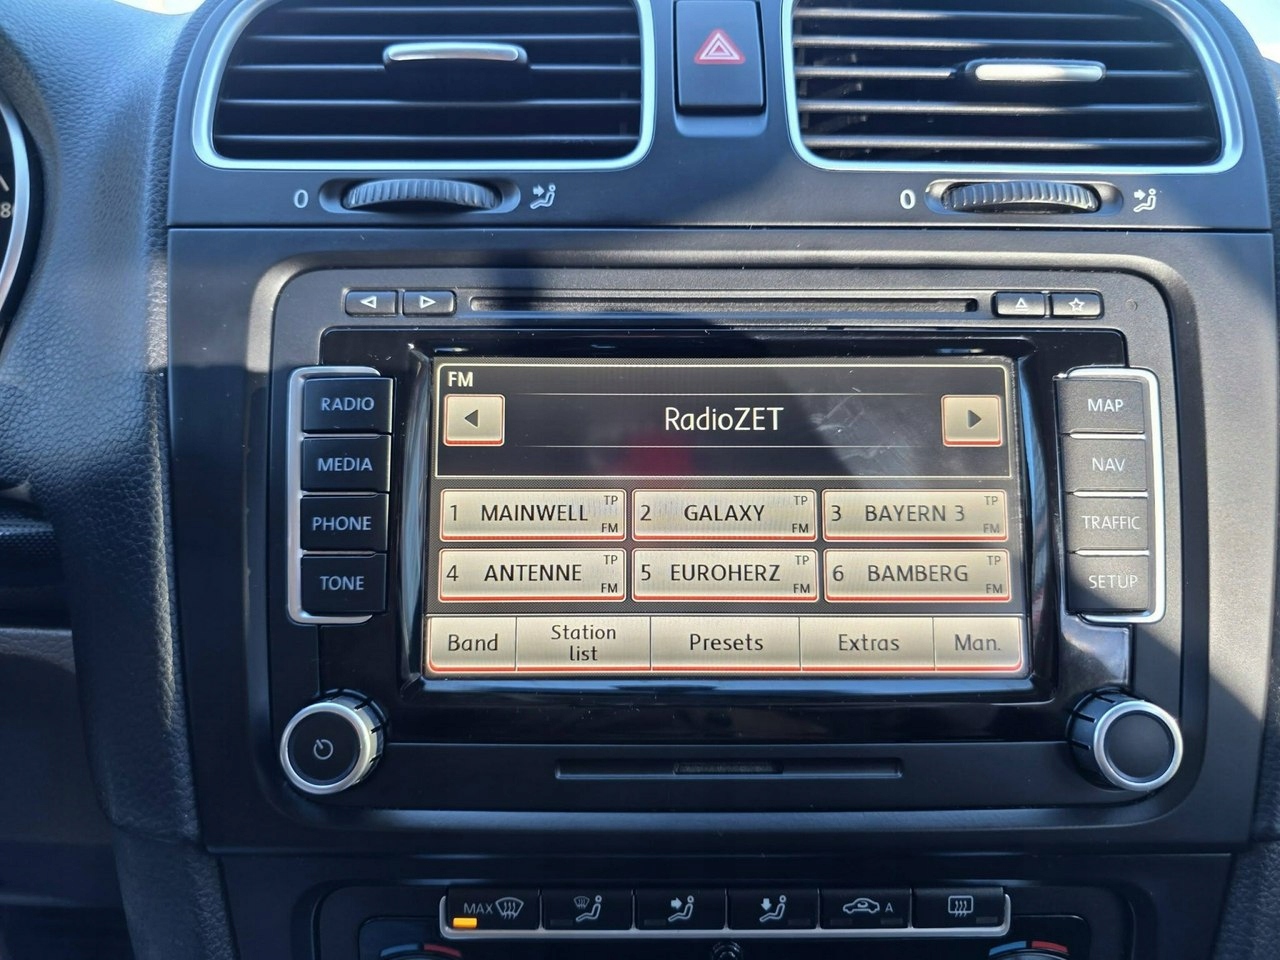 0
0
8
FM
RadioZET
RADIO
MEDIA
PHONE
TONE
MAP
NAV
TRAFFIC
SETUP
1 MAINWELL TP FM
2 GALAXY TP FM
3 BAYERN 3 TP FM
4 ANTENNE TP FM
5 EUROHERZ TP FM
6 BAMBERG TP FM
Band
Station
list
Presets
Extras
Man.
MAX
A